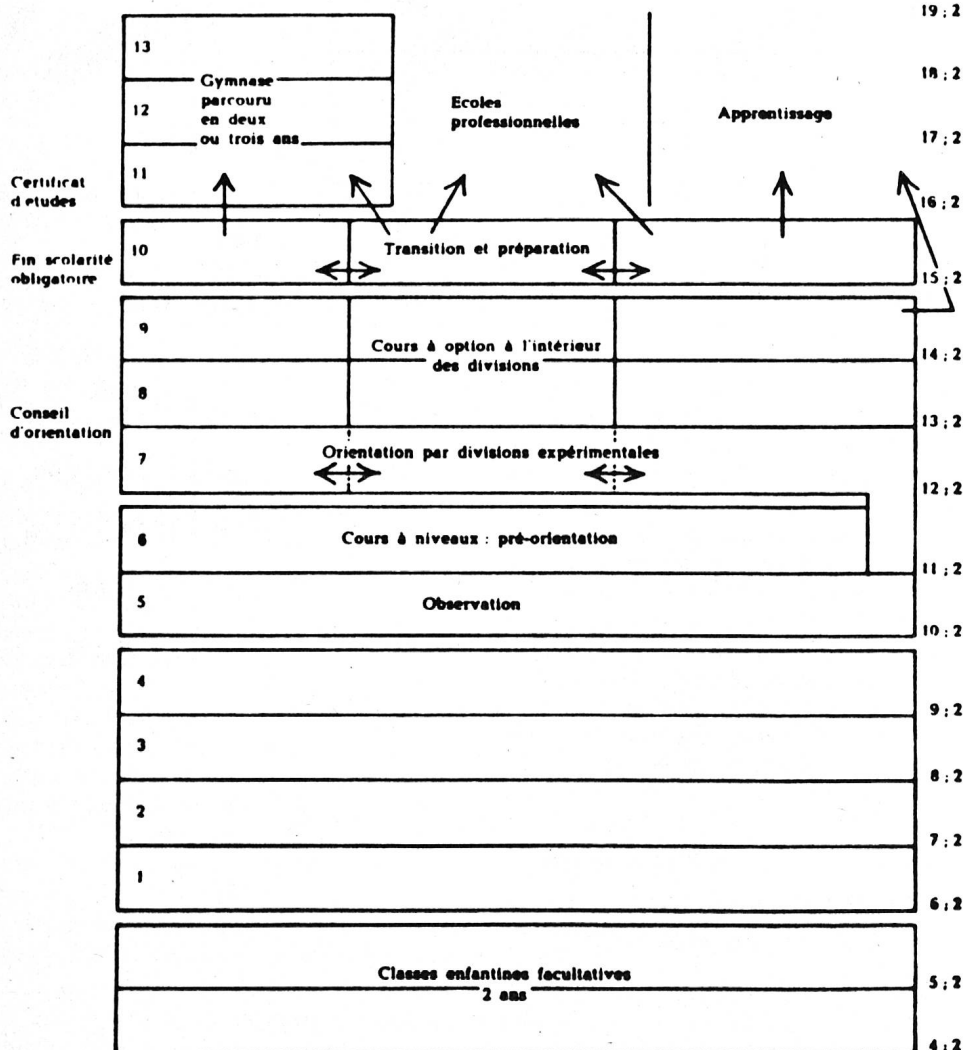 19 ; 2
13
18 ; 2
Gymnase
parcouru
en deux
ou trois ans
12
Ecoles
professionnelles
Apprentissage
17 ; 2
11
Certificat
d etudes
16 ; 2
10
Transition et préparation
Fin scolarité
obligatoire
15 ; 2
9
Cours à option à l'intérieur
des divisions
14 ; 2
8
Conseil
d'orientation
13 ; 2
7
Orientation par divisions expérimentales
12 ; 2
6
Cours à niveaux : pré-orientation
11 ; 2
5
Observation
10 ; 2
4
9 ; 2
3
8 ; 2
2
7 ; 2
1
6 ; 2
Classes enfantines facultatives
2 ans
5 ; 2
4 ; 2